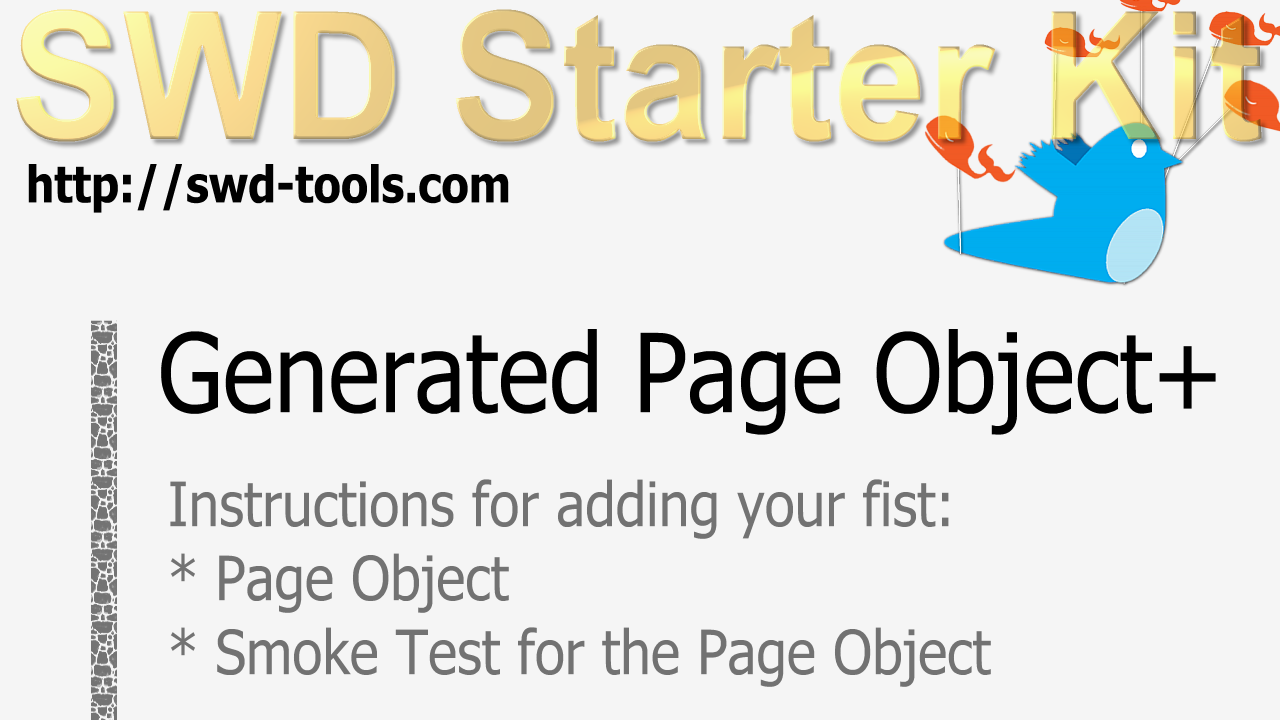 SWD Starter Kit
http://swd-tools.com
Generated Page Object+
Instructions for adding your fist:
* Page Object
* Smoke Test for the Page Object